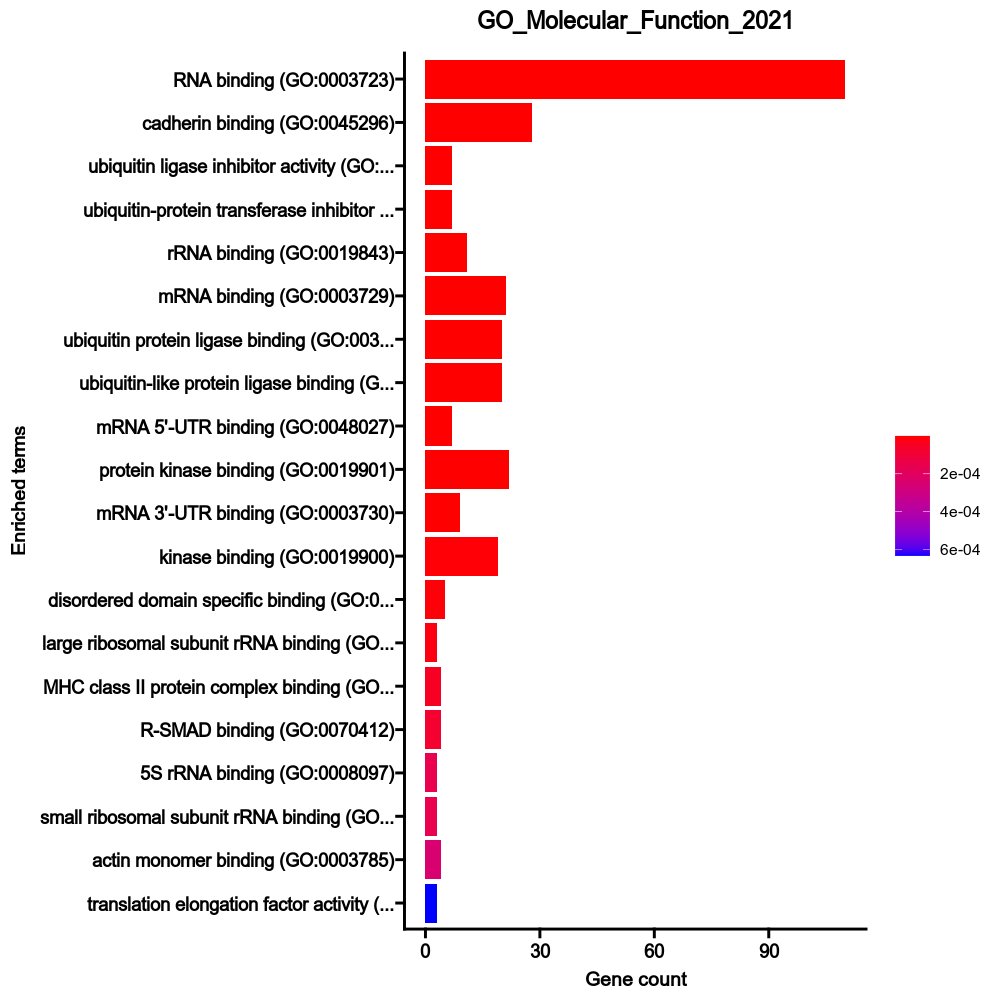 GO_Molecular_Function_2021
RNA binding (GO:0003723)
cadherin binding (GO:0045296)
ubiquitin ligase inhibitor activity (GO:...
ubiquitin-protein transferase inhibitor ...
rRNA binding (GO:0019843)
mRNA binding (GO:0003729)
ubiquitin protein ligase binding (GO:003...
ubiquitin-like protein ligase binding (G...
mRNA 5'-UTR binding (GO:0048027)
protein kinase binding (GO:0019901)
mRNA 3'-UTR binding (GO:0003730)
kinase binding (GO:0019900)
disordered domain specific binding (GO:0...
large ribosomal subunit rRNA binding (GO...
MHC class II protein complex binding (GO...
R-SMAD binding (GO:0070412)
5S rRNA binding (GO:0008097)
small ribosomal subunit rRNA binding (GO...
actin monomer binding (GO:0003785)
translation elongation factor activity (...
Enriched terms
0 30 60 90
Gene count
2e-04
4e-04
6e-04